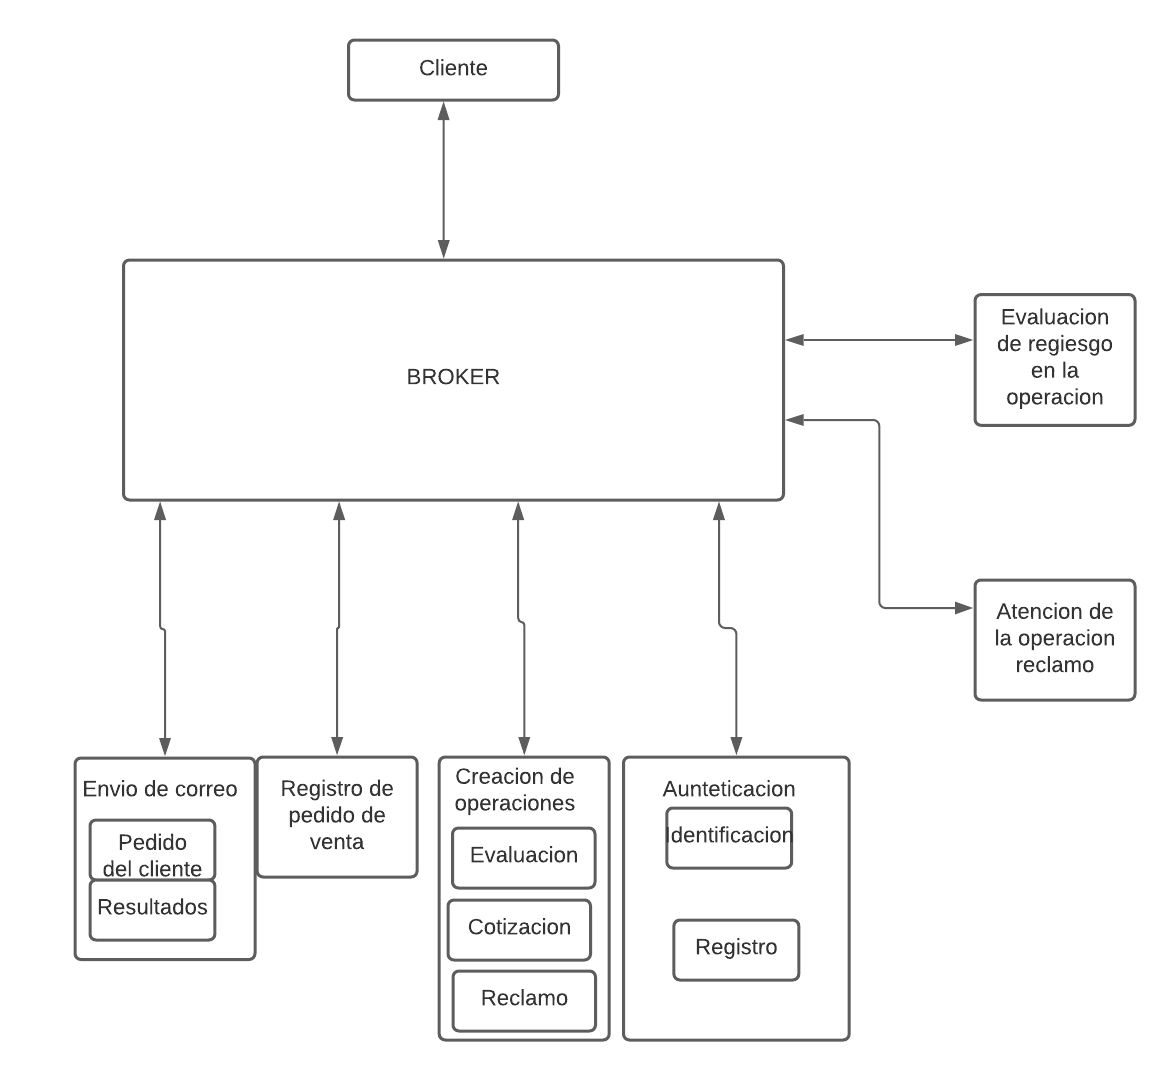 Cliente
BROKER
Evaluacion
de regiesgo
en la
operacion
Atencion de
la operacion
reclamo
Envio de correo
Pedido
del cliente
Resultados
Registro de
pedido de
venta
Creacion de
operaciones
Evaluacion
Cotizacion
Reclamo
Aunteticacion
Identificacion
Registro